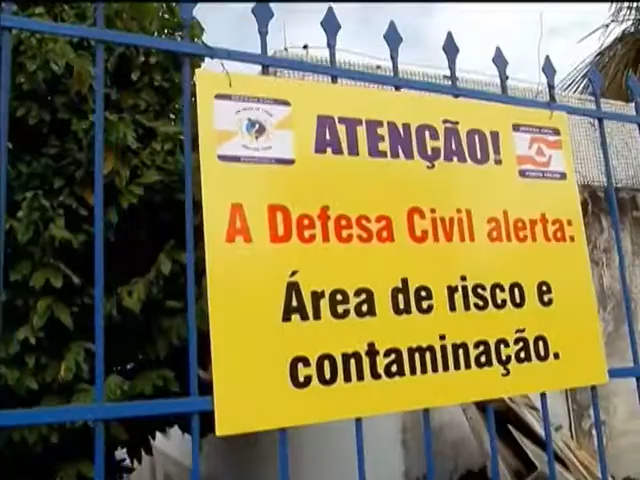 ATENÇÃO!
A Defesa Civil alerta:
Área de risco e
contaminação.